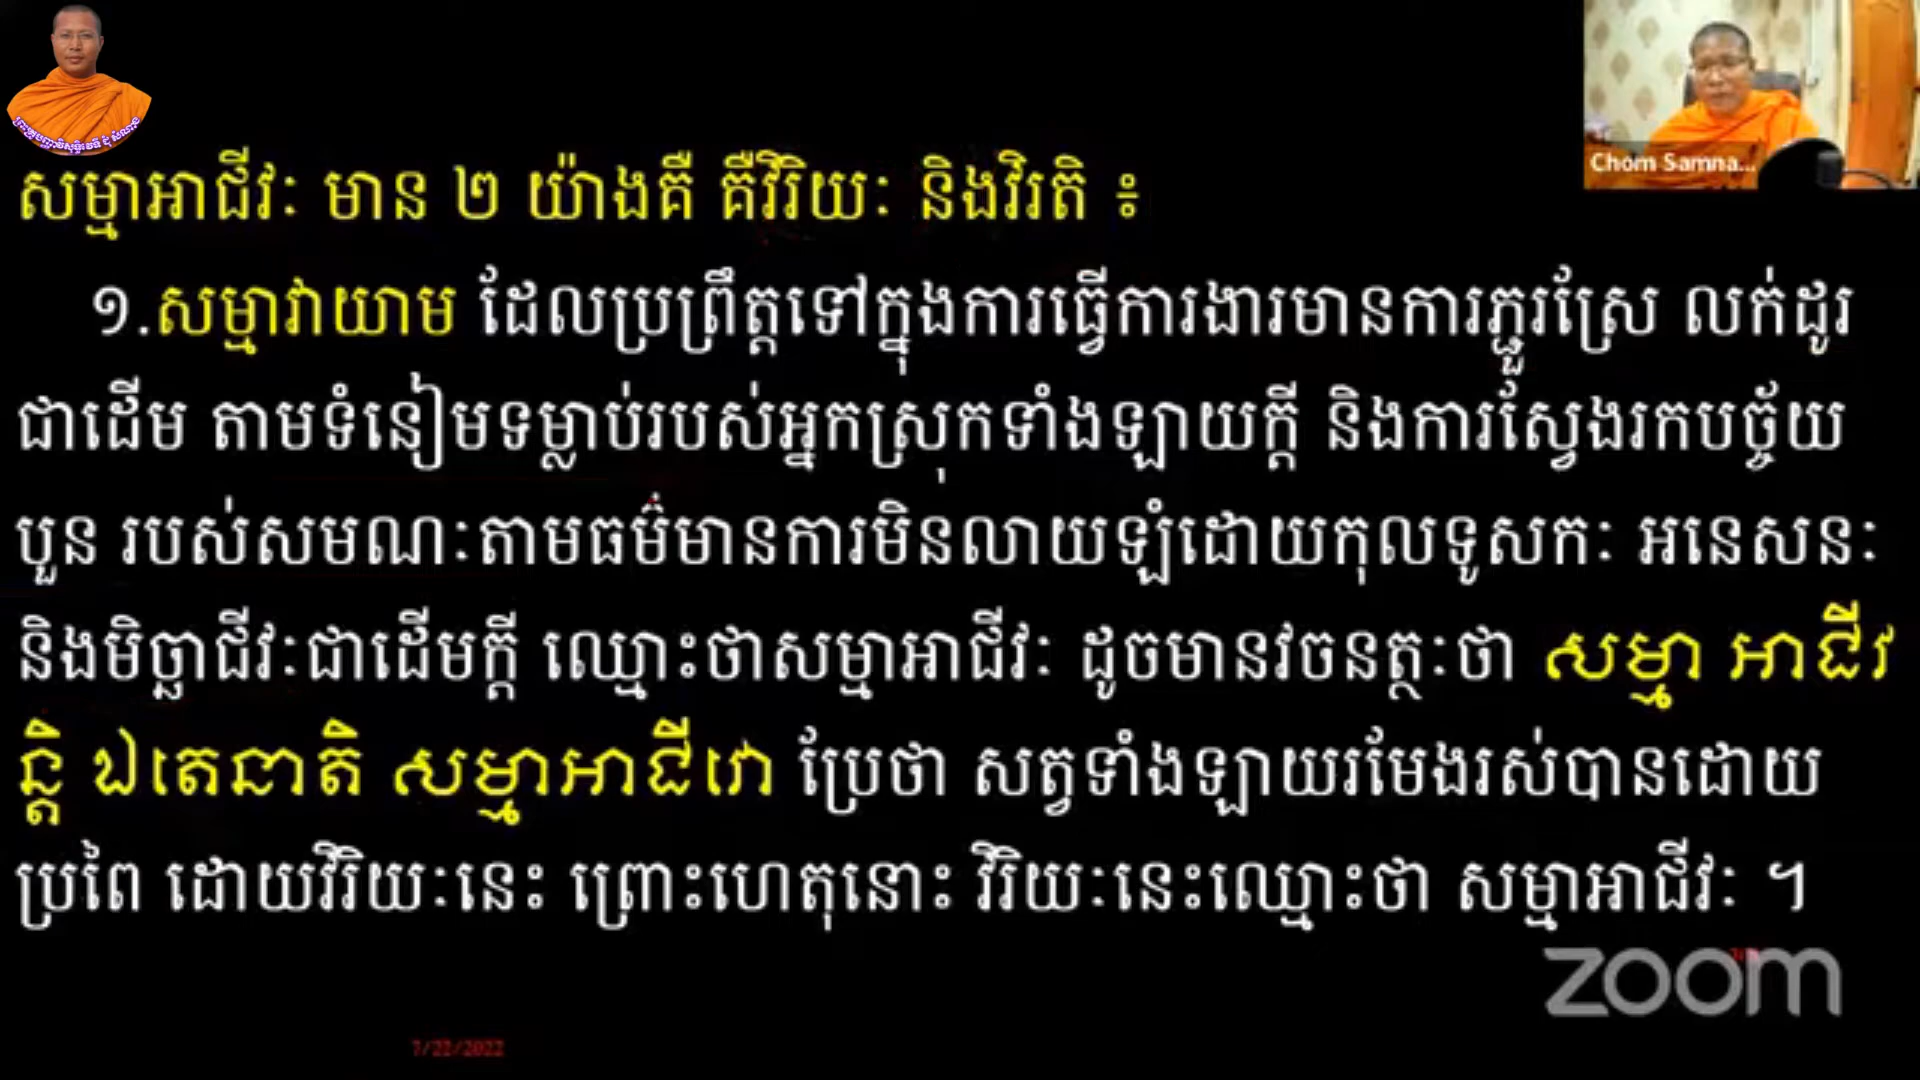 Chom Samna...
សម្មាអាជីវៈ មាន ២ យ៉ាងគឺ គឺវិរិយៈ និងវិរតិ ៖
១.សម្មាវាយាម ដែលប្រព្រឹត្តទៅក្នុងការធ្វើការងារមានការភ្ជួរស្រែ លក់ដូរ
ជាដើម តាមទំនៀមទម្លាប់របស់អ្នកស្រុកទាំងឡាយក្តី និងការស្វែងរកបច្ច័យ
បួន របស់សមណៈតាមធម៌មានការមិនលាយឡំដោយកុលទូសកៈ អនេសនៈ
និងមិច្ឆាជីវៈជាដើមក្តី ឈ្មោះថាសម្មាអាជីវៈ ដូចមានវចនត្ថៈថា សម្មា អាជីវ
ន្តិ ឯតេនាតិ សម្មាអាជីវោ ប្រែថា សត្វទាំងឡាយរមែងរស់បានដោយ
ប្រពៃ ដោយវិរិយៈនេះ ព្រោះហេតុនោះ វិរិយៈនេះឈ្មោះថា សម្មាអាជីវៈ ។
zoom
7/22/2022